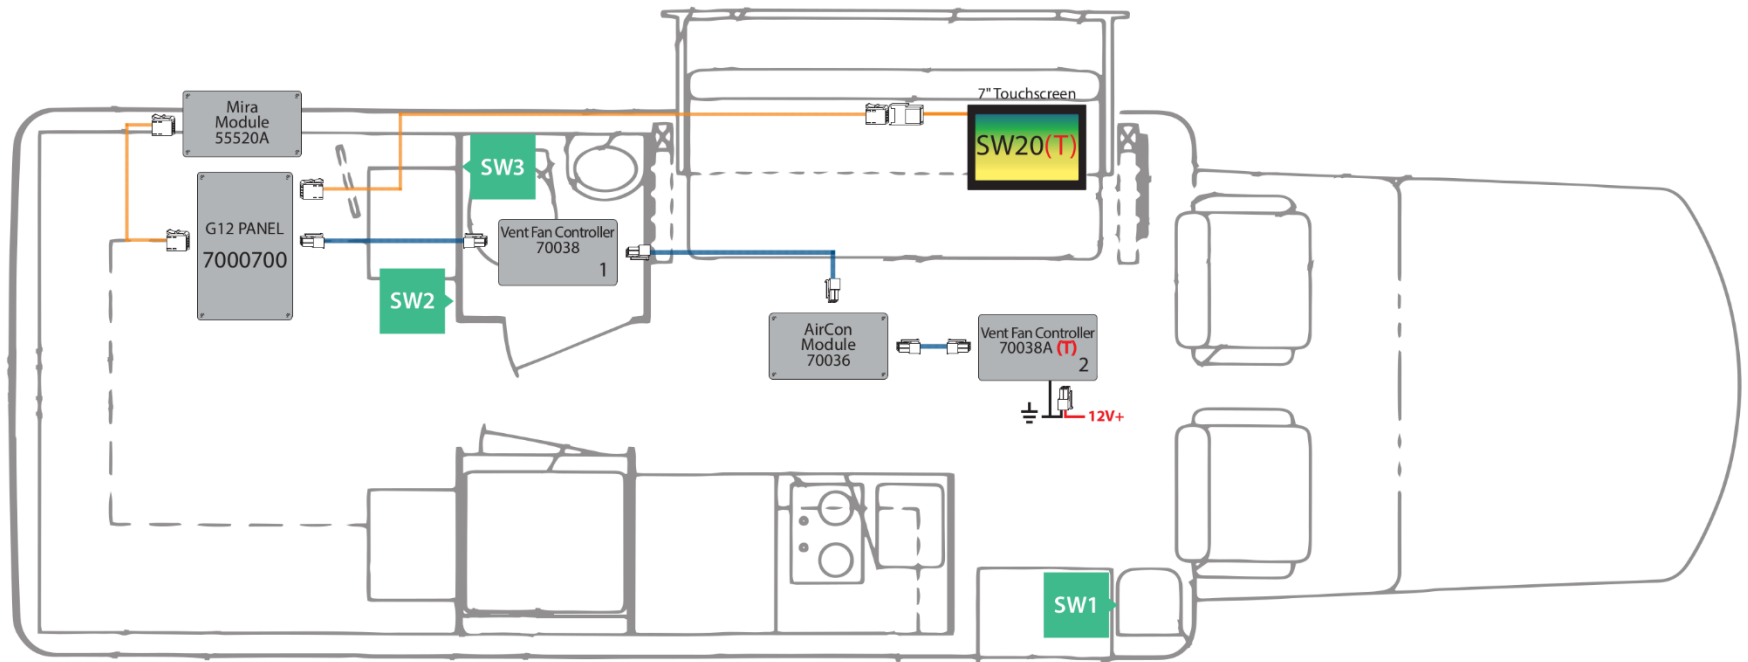 Mira
Module
55520A
G12 PANEL
7000700
SW3
SW2
Vent Fan Controller
70038
1
7" Touchscreen
SW20(T)
AirCon
Module
70036
Vent Fan Controller
70038A (T)
2
12V+
SW1